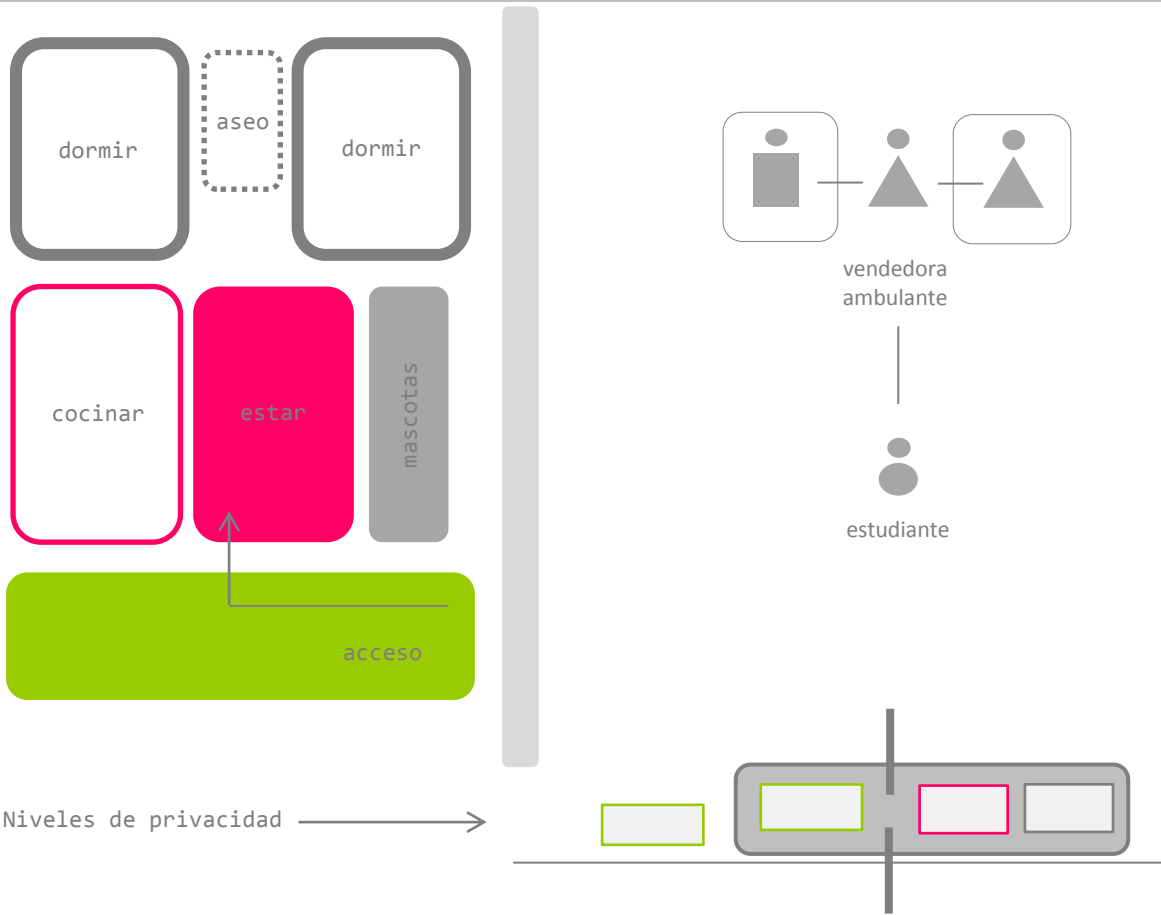 dormir
aseo
dormir
cocinar
estar
mascotas
acceso
Niveles de privacidad
vendedora
ambulante
estudiante